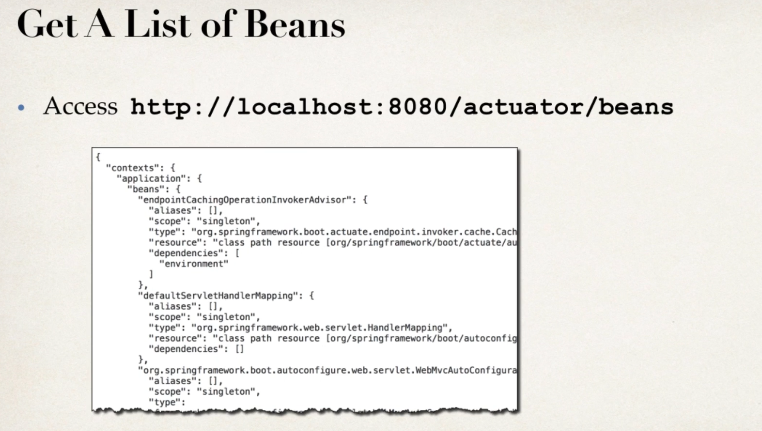 Get A List of Beans
• Access http://localhost:8080/actuator/beans
{
"contexts": {
"application": {
"beans": {
"endpointCachingOperationInvokerAdvisor": {
"aliases": [],
"scope": "singleton",
"type": "org.springframework.boot.actuate.endpoint.invoker.cache.Cach
"resource": "class path resource [org/springframework/boot/actuate/au
"dependencies": [
"environment"
]
},
"defaultServletHandlerMapping": {
"aliases": [],
"scope": "singleton",
"type": "org.springframework.web.servlet.HandlerMapping",
"resource": "class path resource [org/springframework/boot/autoconfig
"dependencies": []
},
"org.springframework.boot.autoconfigure.web.servlet.WebMvcAutoConfigura
"aliases": [],
"scope": "singleton",
"type":